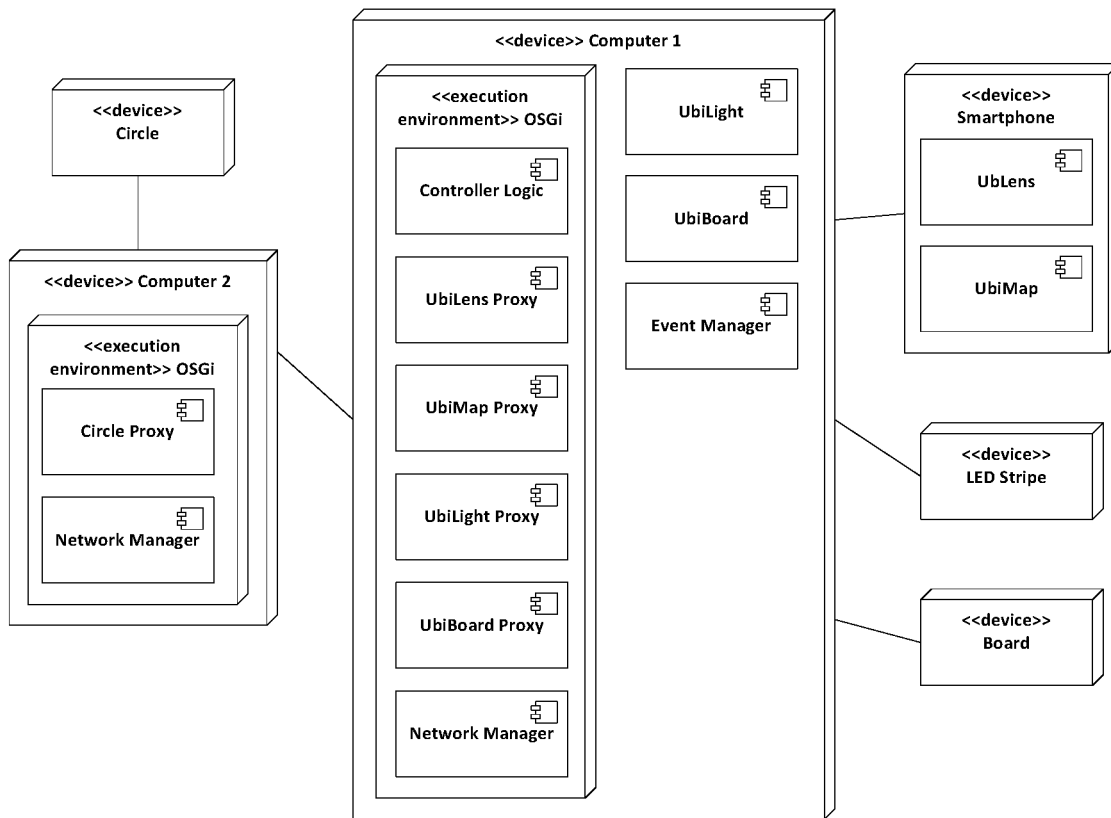 <<device>>
Circle
<<device>> Computer 2
<<execution
environment>> OSGi
Circle Proxy
Network Manager
<<device>> Computer 1
<<execution
environment>> OSGi
Controller Logic
UbiLens Proxy
UbiMap Proxy
UbiLight Proxy
UbiBoard Proxy
Network Manager
UbiLight
UbiBoard
Event Manager
<<device>>
Smartphone
UbLens
UbiMap
<<device>>
LED Stripe
<<device>>
Board